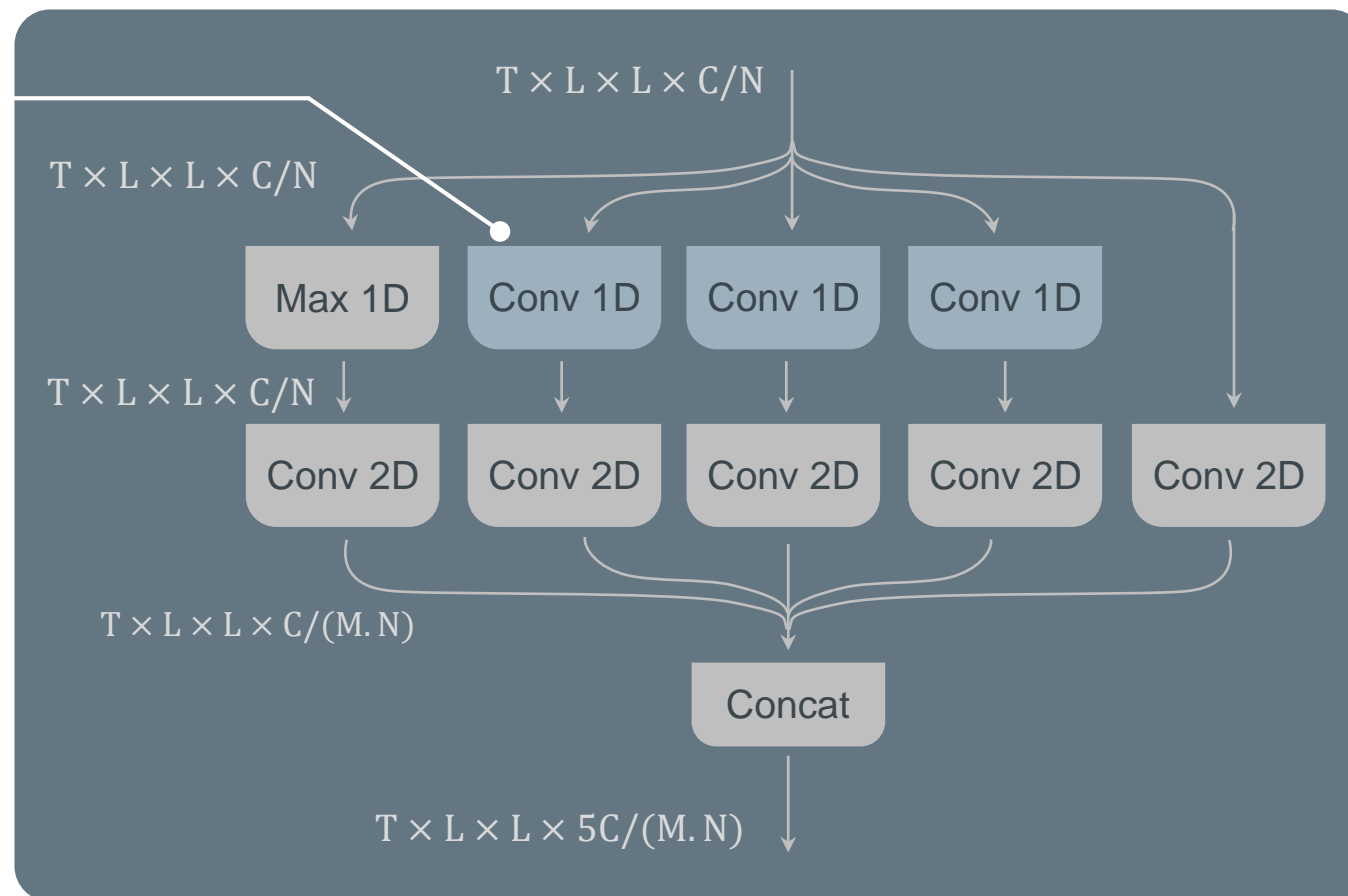 T × L × L × C/N
T × L × L × C/N
Max 1D
Conv 1D
Conv 1D
Conv 1D
T × L × L × C/N
Conv 2D
Conv 2D
Conv 2D
Conv 2D
Conv 2D
T × L × L × C/(M. N)
Concat
T × L × L × 5C/(M. N)